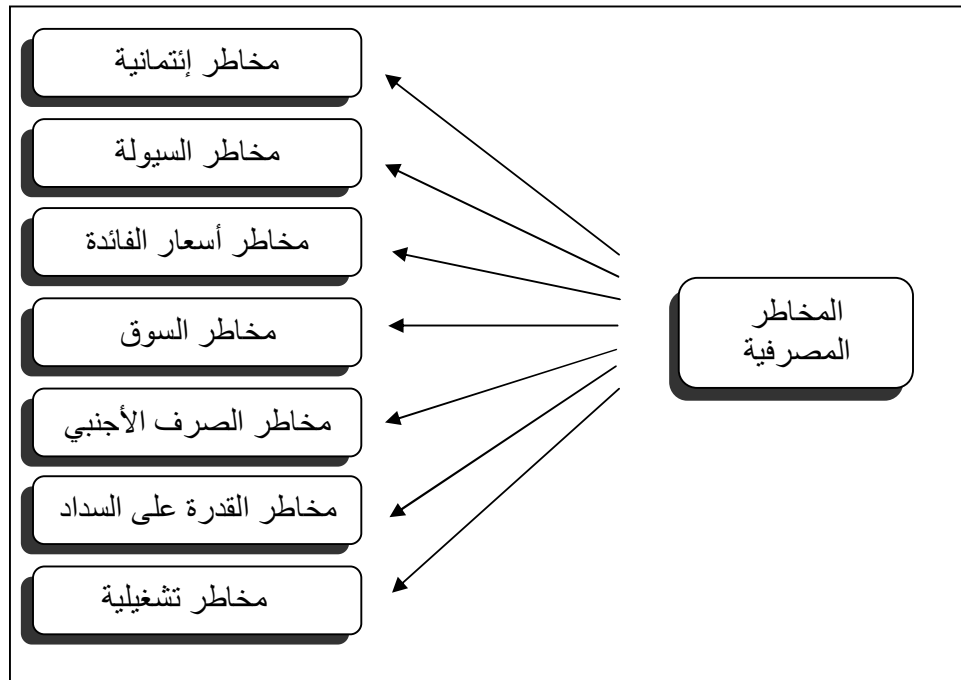 المخاطر
المصرفية
مخاطر إئتمانية
مخاطر السيولة
مخاطر أسعار الفائدة
مخاطر السوق
مخاطر الصرف الأجنبي
مخاطر القدرة على السداد
مخاطر تشغيلية